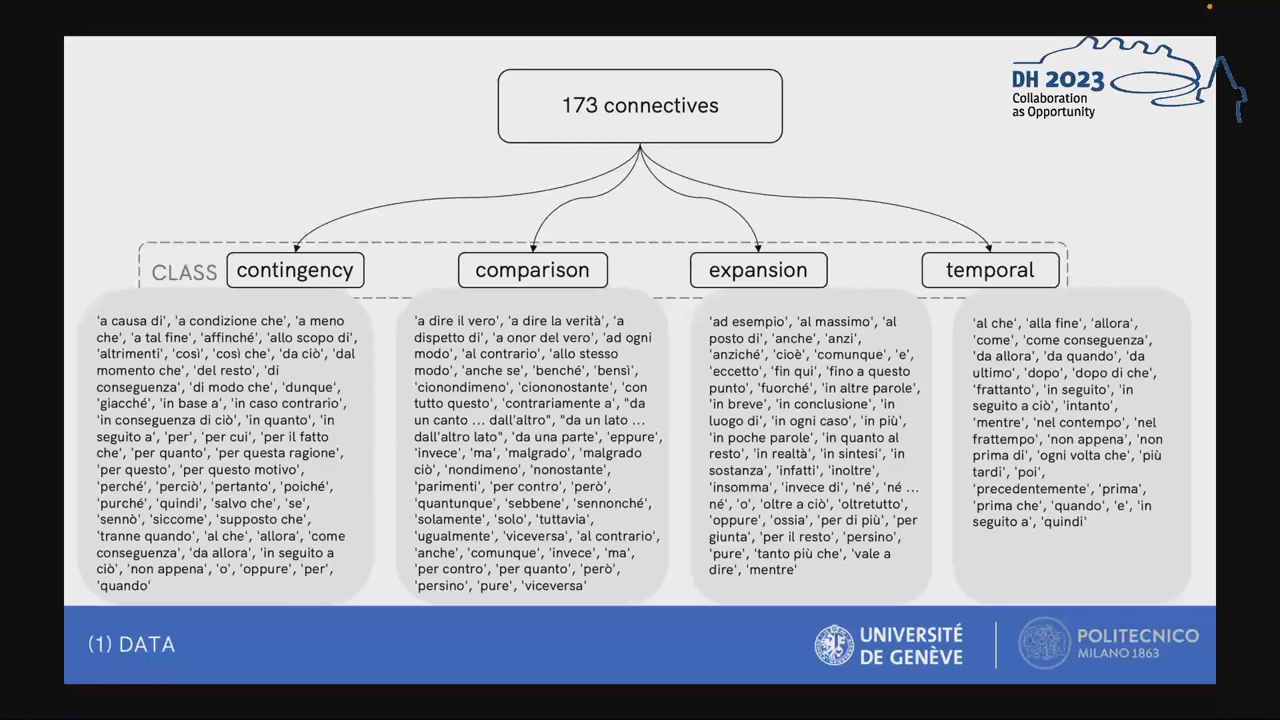 DH 2023
Collaboration
as Opportunity
173 connectives
CLASS
contingency
comparison
expansion
temporal
'a causa di', 'a condizione che', 'a meno
che', 'a tal fine', 'affinché', 'allo scopo di',
'altrimenti', 'così', 'così che', 'da ciò', 'dal
momento che', 'del resto', 'di
conseguenza', 'di modo che', 'dunque',
'giacché', 'in base a', 'in caso contrario',
'in conseguenza di ciò', 'in quanto', 'in
seguito a', 'per', 'per cui', 'per il fatto
che', 'per quanto', 'per questa ragione',
'per questo', 'per questo motivo',
'perché', 'perciò', 'pertanto', 'poiché',
'purché', 'quindi', 'salvo che', 'se',
'sennò', 'siccome', 'supposto che',
'tranne quando', 'al che', 'allora', 'come
conseguenza', 'da allora', 'in seguito a
ciò', 'non appena', 'o', 'oppure', 'per',
'quando'
'a dire il vero', 'a dire la verità', 'a
dispetto di', 'a onor del vero', 'ad ogni
modo', 'al contrario', 'allo stesso
modo', 'anche se', 'benché', 'bensì',
'cionondimeno', 'ciononostante', 'con
tutto questo', 'contrariamente a', "da
un canto ... dall'altro", "da un lato ...
dall'altro lato", 'da una parte', 'eppure',
'invece', 'ma', 'malgrado', 'malgrado
ciò', 'nondimeno', 'nonostante',
'parimenti', 'per contro', 'però',
'quantunque', 'sebbene', 'sennonché',
'solamente', 'solo', 'tuttavia',
'ugualmente', 'viceversa', 'al contrario',
'anche', 'comunque', 'invece', 'ma',
'per contro', 'per quanto', 'però',
'persino', 'pure', 'viceversa'
'ad esempio', 'al massimo', 'al
posto di', 'anche', 'anzi',
'anziché', 'cioè', 'comunque', 'e',
'eccetto', 'fin qui', 'fino a questo
punto', 'fuorché', 'in altre parole',
'in breve', 'in conclusione', 'in
luogo di', 'in ogni caso', 'in più',
'in poche parole', 'in quanto al
resto', 'in realtà', 'in sintesi', 'in
sostanza', 'infatti', 'inoltre',
'insomma', 'invece di', 'né', 'né ...
né', 'o', 'oltre a ciò', 'oltretutto',
'oppure', 'ossia', 'per di più', 'per
giunta', 'per il resto', 'persino',
'pure', 'tanto più che', 'vale a
dire', 'mentre'
'al che', 'alla fine', 'allora',
'come', 'come conseguenza',
'da allora', 'da quando', 'da
ultimo', 'dopo', 'dopo di che',
'frattanto', 'in seguito', 'in
seguito a ciò', 'intanto',
'mentre', 'nel contempo', 'nel
frattempo', 'non appena', 'non
prima di', 'ogni volta che', 'più
tardi', 'poi',
'precedentemente', 'prima',
'prima che', 'quando', 'e', 'in
seguito a', 'quindi'
(1) DATA
UNIVERSITÉ
DE GENÈVE
POLITECNICO
MILANO 1863